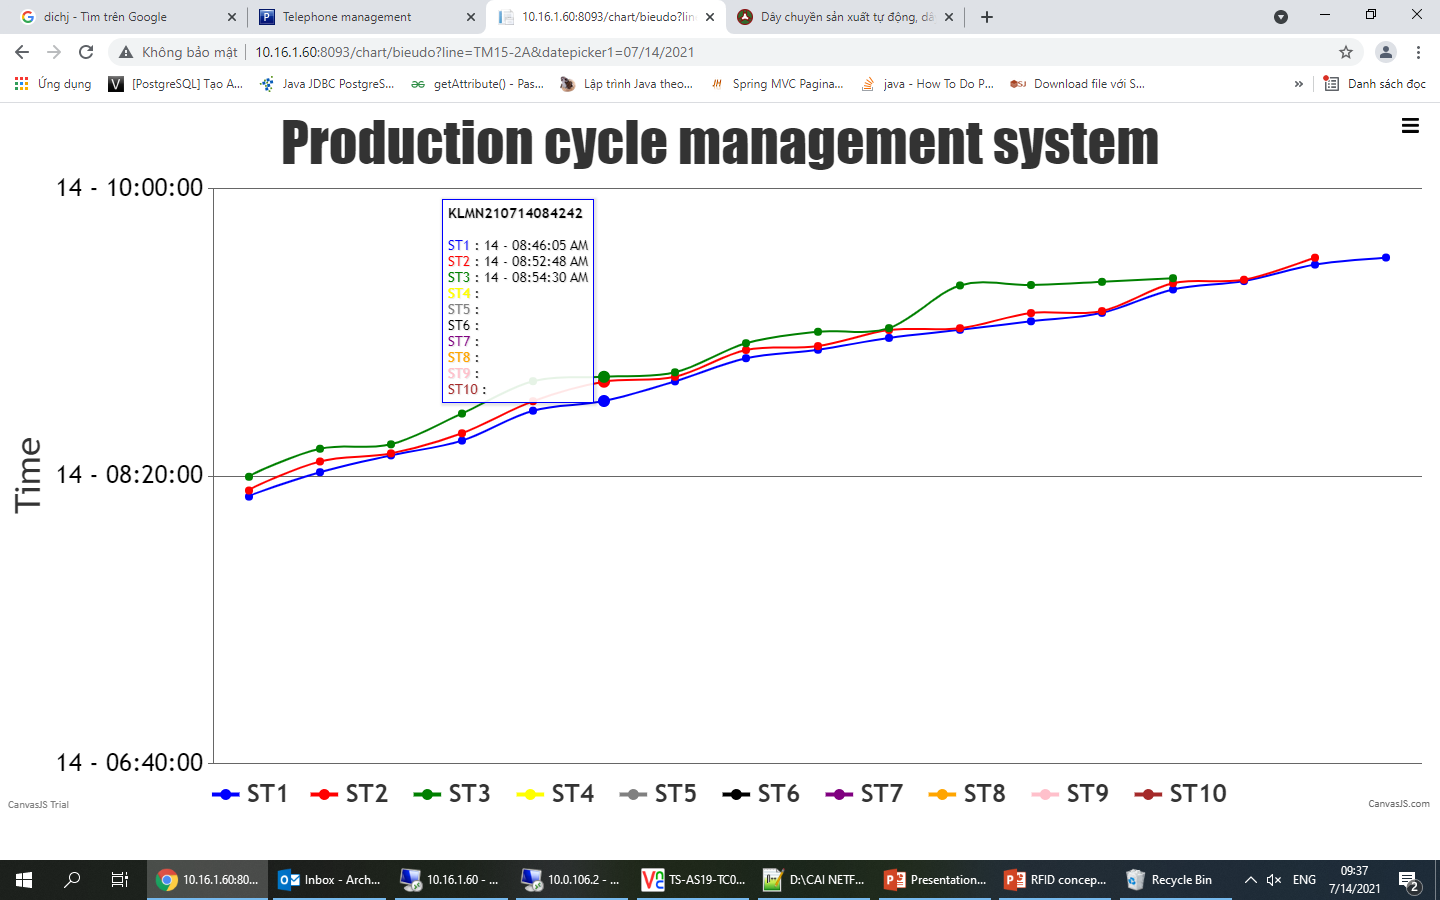 dichj - Tìm trên Google
Telephone management
10.16.1.60:8093/chart/bieudo?lin
Dây chuyền sản xuất tự động, dâ
Không bảo mật
10.16.1.60:8093/chart/bieudo?line=TM15-2A&datepicker1=07/14/2021
Ứng dụng
[PostgreSQL] Tạo A...
Java JDBC PostgreS...
getAttribute() - Pas...
Lập trình Java theo...
Spring MVC Pagina...
java - How To Do P...
Download file với S...
»
Danh sách đọc
Production cycle management system
14 - 10:00:00
KLMN210714084242
ST1 : 14 - 08:46:05 AM
ST2 : 14 - 08:52:48 AM
ST3 : 14 - 08:54:30 AM
ST4 :
ST5 :
ST6 :
ST7 :
ST8 :
ST9 :
ST10 :
Time
14 - 08:20:00
14 - 06:40:00
ST1 ST2 ST3 ST4 ST5 ST6 ST7 ST8 ST9 ST10
CanvasJS Trial
CanvasJS.com
10.16.1.60:80...
Inbox - Arch...
10.16.1.60 - ...
10.0.106.2 - ...
TS-AS19-TC0...
D:\CAI NETF...
Presentation...
RFID concep...
Recycle Bin
ENG
09:37
7/14/2021
2